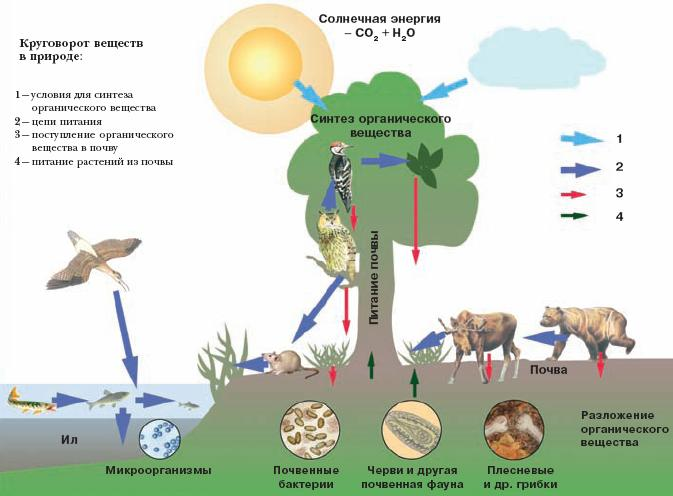 Круговорот веществ
в природе:
1 – условия для синтеза
органического вещества
2 – цепи питания
3 – поступление органического
вещества в почву
4 – питание растений из почвы
Солнечная энергия
– CO₂ + H₂O
Синтез органического
вещества
1
2
3
4
Питание почвы
Почва
Разложение
органического
вещества
Ил
Микроорганизмы
Почвенные
бактерии
Черви и другая
почвенная фауна
Плесневые
и др. грибки